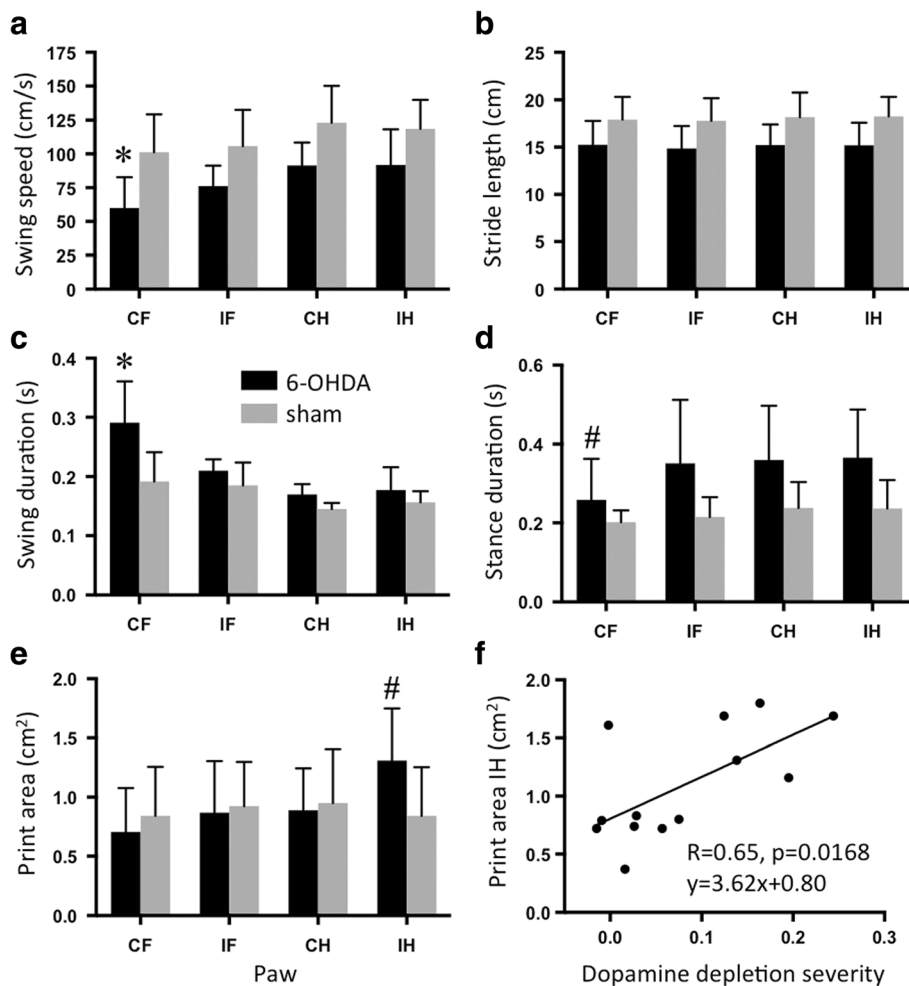 a
175
150
125
100
75
50
25
0
Swing speed (cm/s)
*
CF IF CH IH
b
25
20
15
10
5
0
Stride length (cm)
CF IF CH IH
c
0.4
0.3
0.2
0.1
0.0
Swing duration (s)
*
6-OHDA
sham
CF IF CH IH
d
0.6
0.4
0.2
0.0
Stance duration (s)
#
CF IF CH IH
e
2.0
1.5
1.0
0.5
0.0
Print area (cm²)
#
CF IF CH IH
Paw
f
2.0
1.5
1.0
0.5
0.0
Print area IH (cm²)
R=0.65, p=0.0168
y=3.62x+0.80
0.0 0.1 0.2 0.3
Dopamine depletion severity